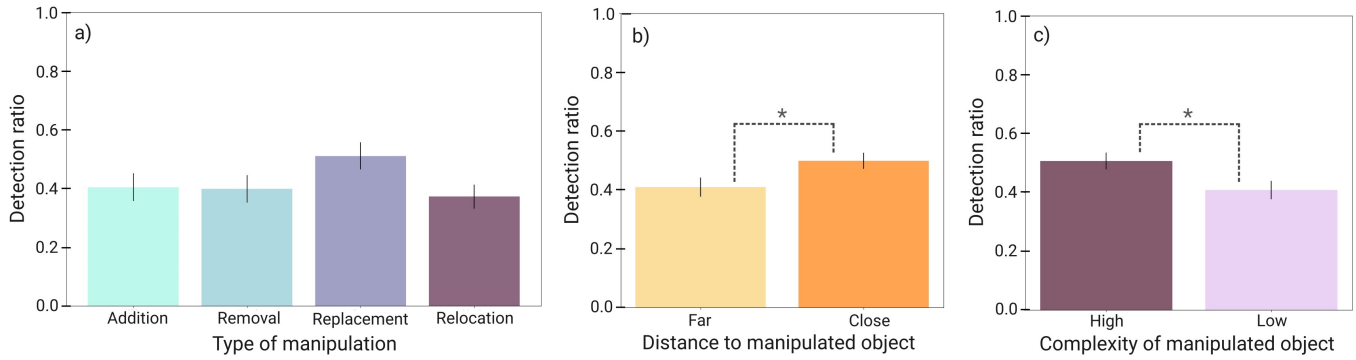 a)
Detection ratio
1.0
0.8
0.6
0.4
0.2
0.0
Addition Removal Replacement Relocation
Type of manipulation
b)
Detection ratio
1.0
0.8
0.6
0.4
0.2
0.0
*
Far Close
Distance to manipulated object
c)
Detection ratio
1.0
0.8
0.6
0.4
0.2
0.0
*
High Low
Complexity of manipulated object